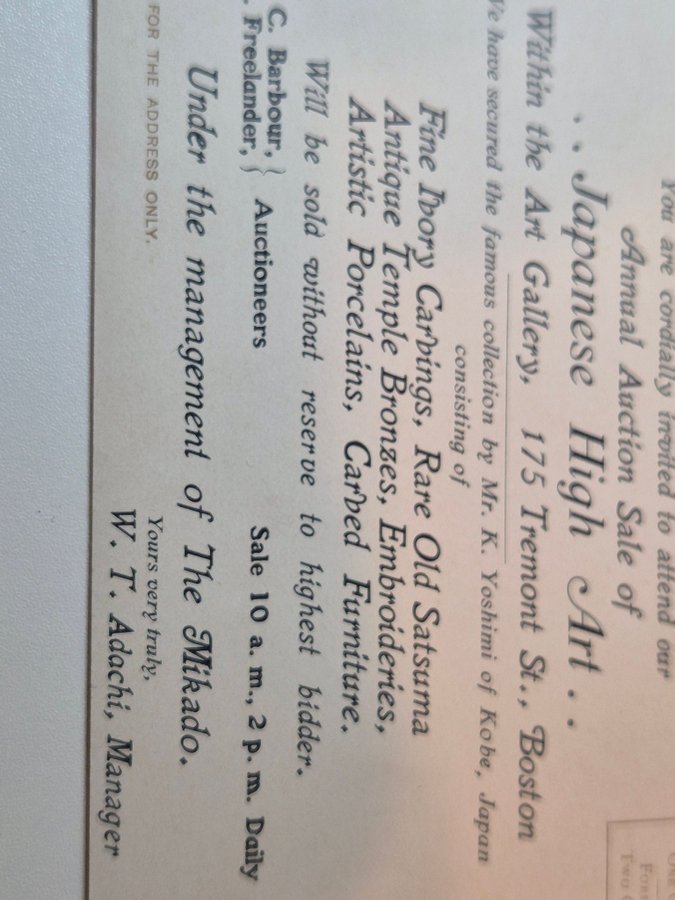 You are cordially invited to attend our
Annual Auction Sale of
. . Japanese High Art . .
Within the Art Gallery, 175 Tremont St., Boston
We have secured the famous collection by Mr. K. Yoshimi of Kobe, Japan
consisting of
Fine Ivory Carvings, Rare Old Satsuma
Antique Temple Bronzes, Embroideries,
Artistic Porcelains, Carved Furniture.
Will be sold without reserve to highest bidder.
C. Barbour, }
. Freelander, } Auctioneers Sale 10 a. m., 2 p. m. Daily
Under the management of The Mikado.
Yours very truly,
W. T. Adachi, Manager
FOR THE ADDRESS ONLY.